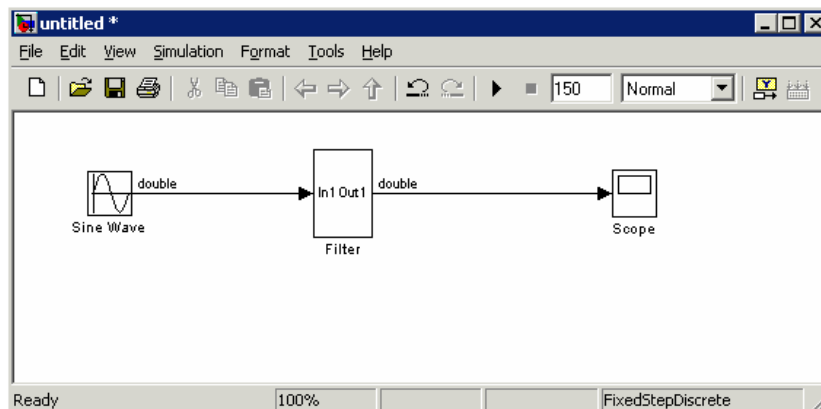 untitled *
File Edit View Simulation Format Tools Help
150 Normal
double double
In1 Out1
Sine Wave
Filter
Scope
Ready 100% FixedStepDiscrete